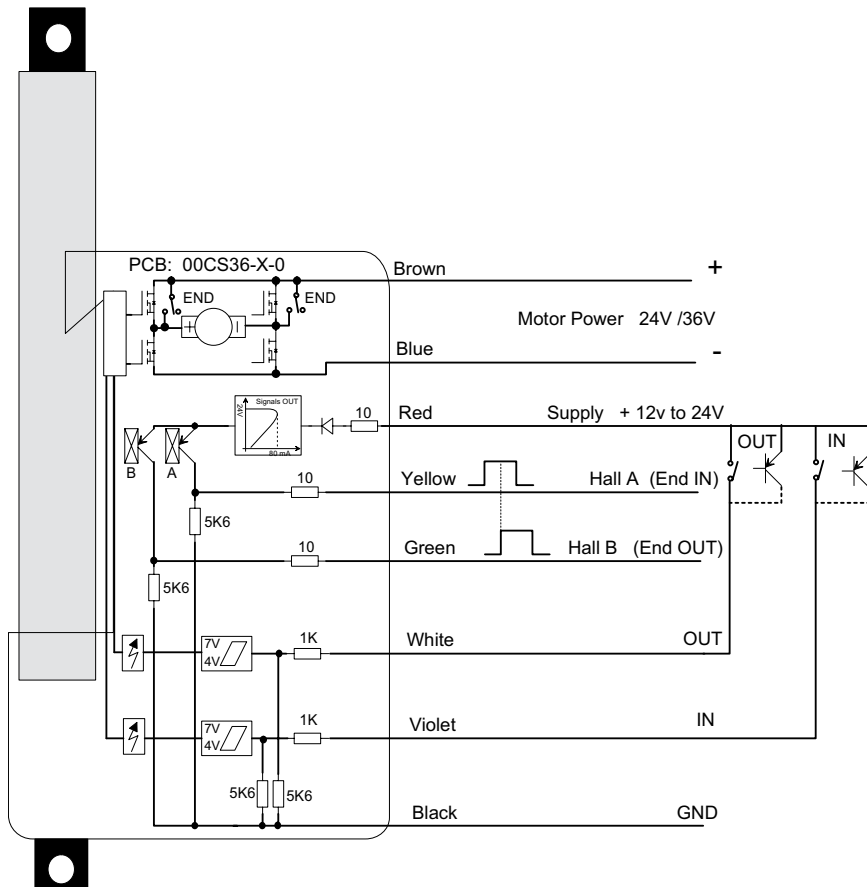 PCB: 00CS36-X-0
Brown
+
END
END
+
I
Motor Power 24V /36V
Blue
-
Signals OUT
24V
80 mA
10
Red
Supply + 12v to 24V
OUT
IN
B
A
10
Yellow
Hall A (End IN)
5K6
10
Green
Hall B (End OUT)
5K6
7V
4V
1K
White
OUT
7V
4V
1K
Violet
IN
5K6
5K6
Black
GND